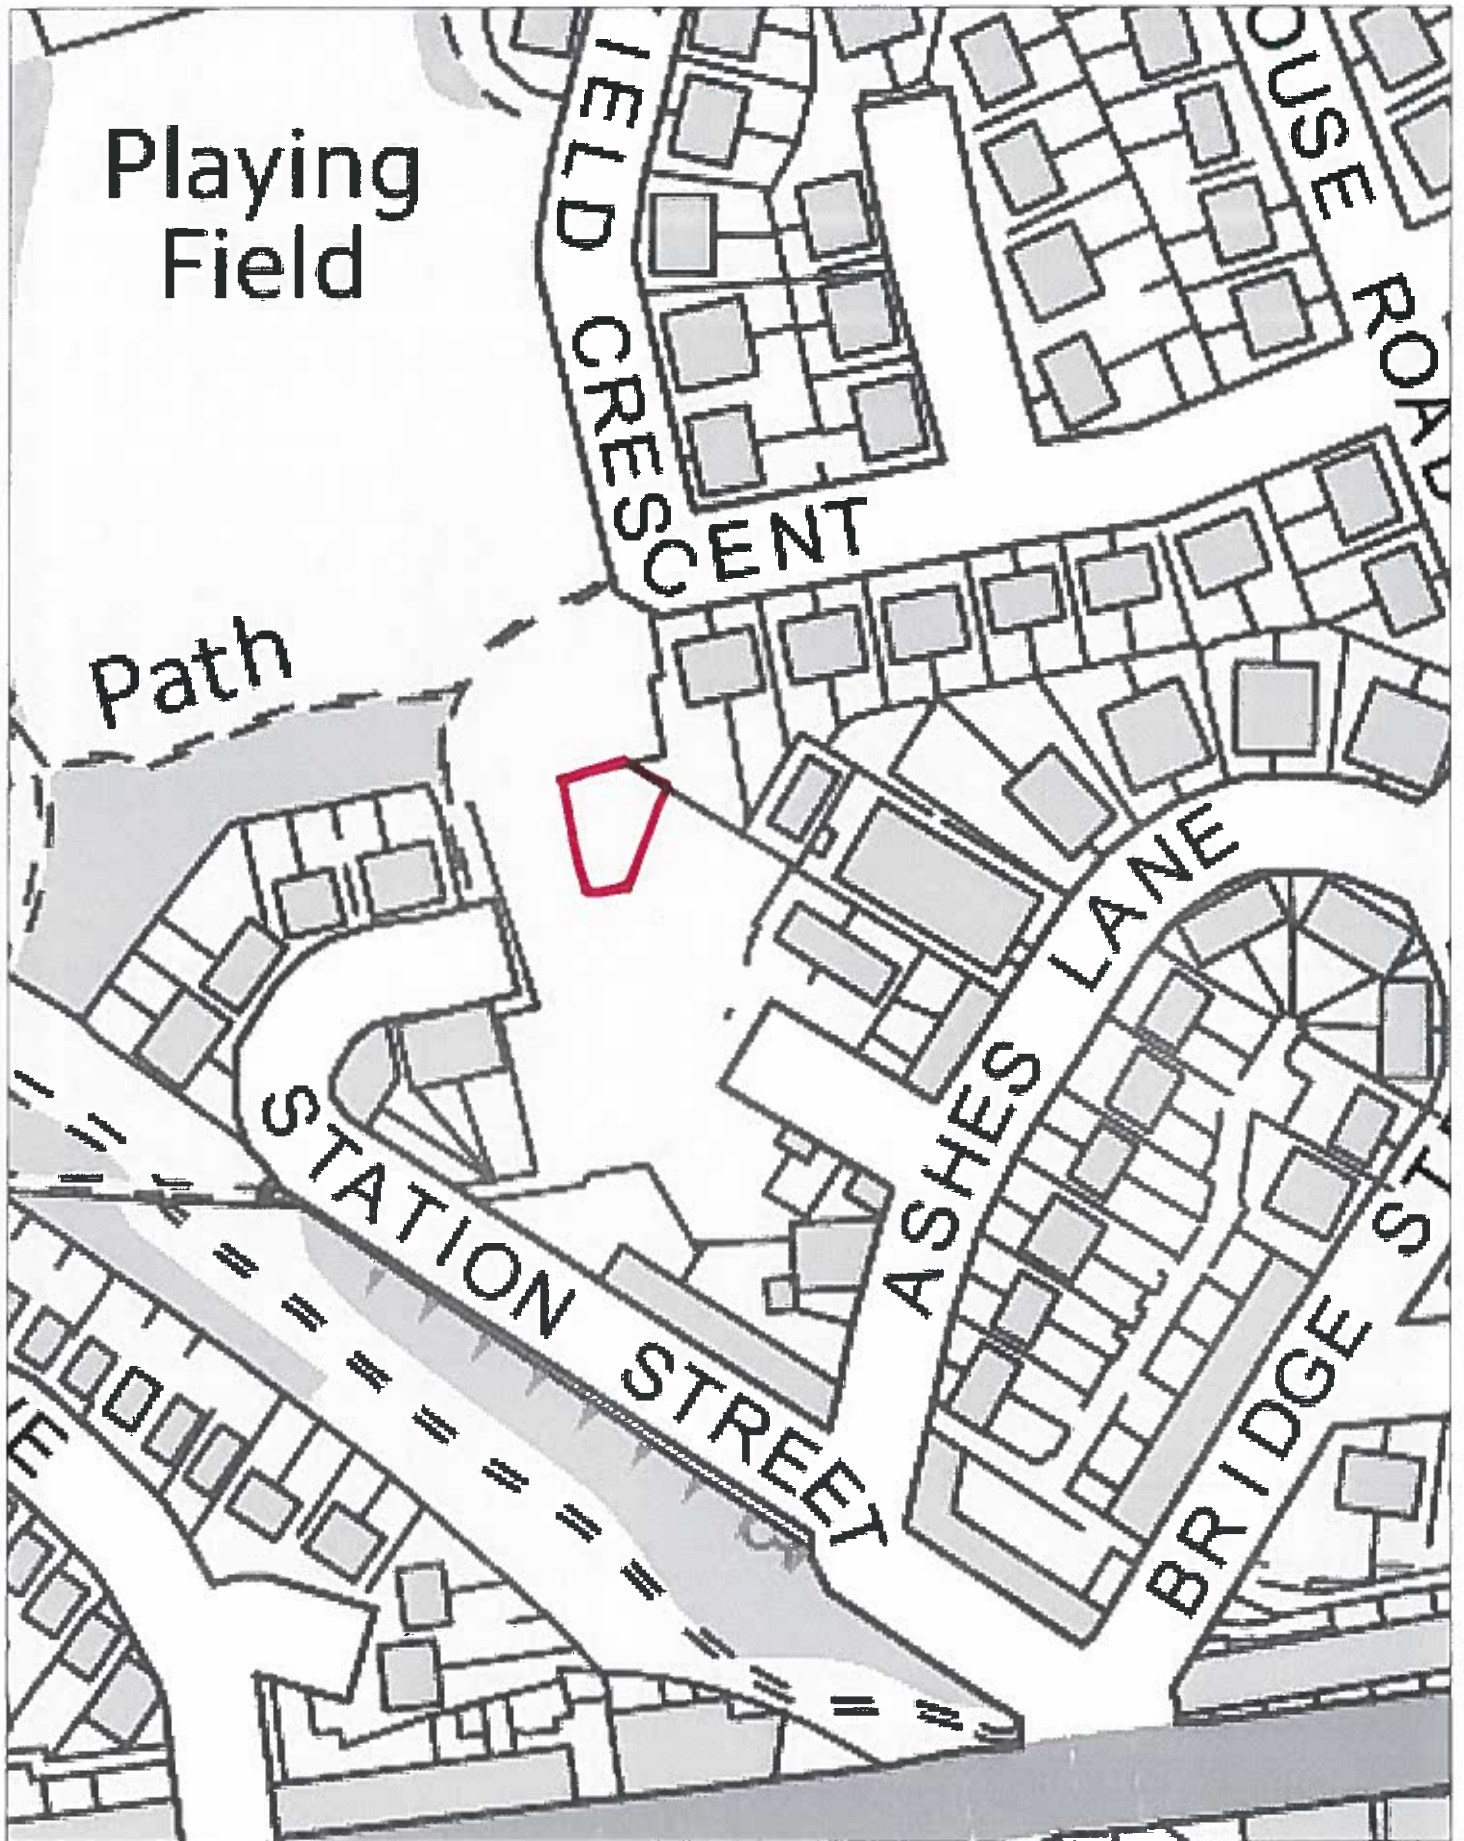 Playing
Field
IELD CRESCENT
OUSE ROAD
Path
ASHES LANE
STATION STREET
BRIDGE ST
E